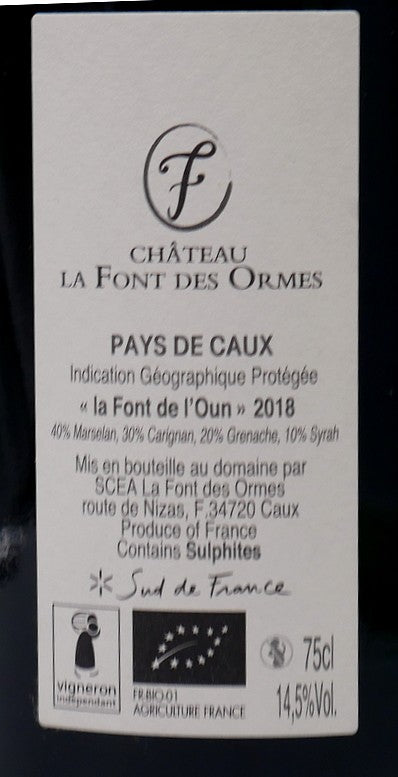 F
CHÂTEAU
LA FONT DES ORMES
PAYS DE CAUX
Indication Géographique Protégée
« la Font de l'Oun » 2018
40% Marselan, 30% Carignan, 20% Grenache, 10% Syrah
Mis en bouteille au domaine par
SCEA La Font des Ormes
route de Nizas, F.34720 Caux
Produce of France
Contains Sulphites
Sud de France
vigneron
indépendant
FR-BIO-01
AGRICULTURE FRANCE
75cl
14,5%Vol.